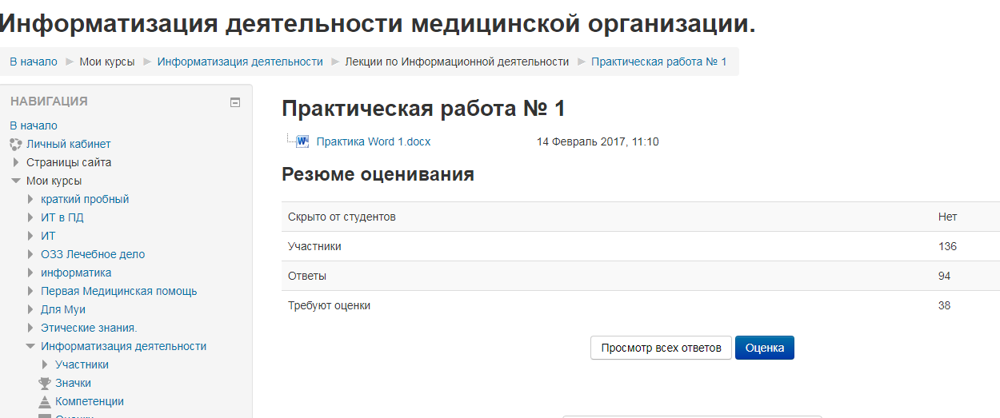 Информатизация деятельности медицинской организации.
В начало Мои курсы Информатизация деятельности Лекции по Информационной деятельности Практическая работа № 1
НАВИГАЦИЯ
В начало
Личный кабинет
Страницы сайта
Мои курсы
краткий пробный
ИТ в ПД
ИТ
ОЗЗ Лечебное дело
информатика
Первая Медицинская помощь
Для Муи
Этические знания.
Информатизация деятельности
Участники
Значки
Компетенции
Практическая работа № 1
Практика Word 1.docx 14 Февраль 2017, 11:10
Резюме оценивания
Скрыто от студентов Нет
Участники 136
Ответы 94
Требуют оценки 38
Просмотр всех ответов Оценка